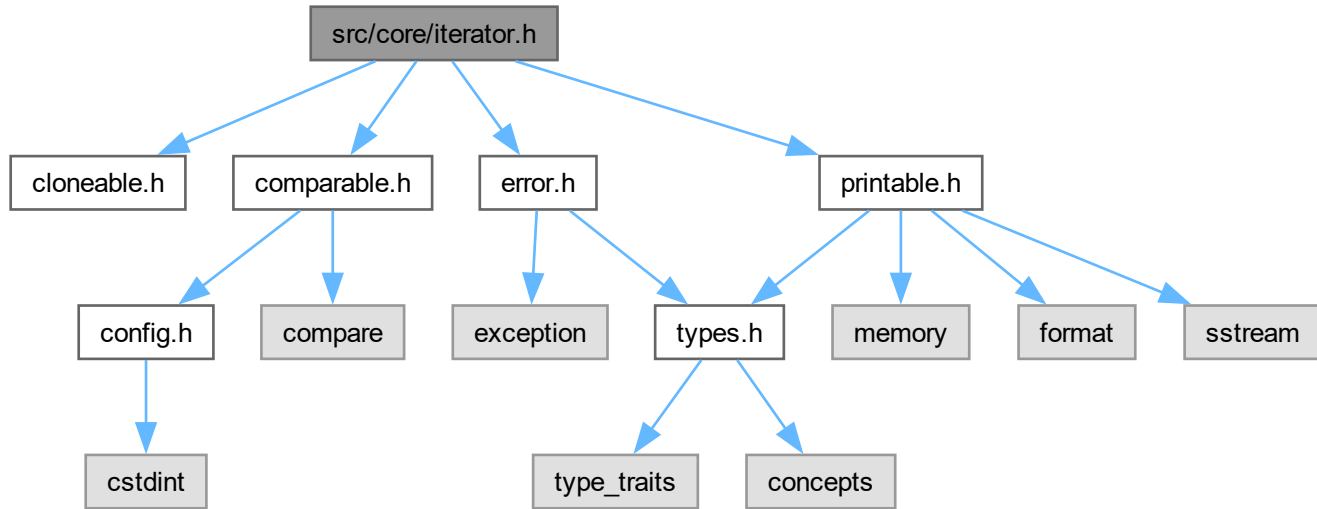 src/core/iterator.h
cloneable.h
comparable.h
error.h
printable.h
config.h
compare
exception
types.h
memory
format
sstream
cstdint
type_traits
concepts